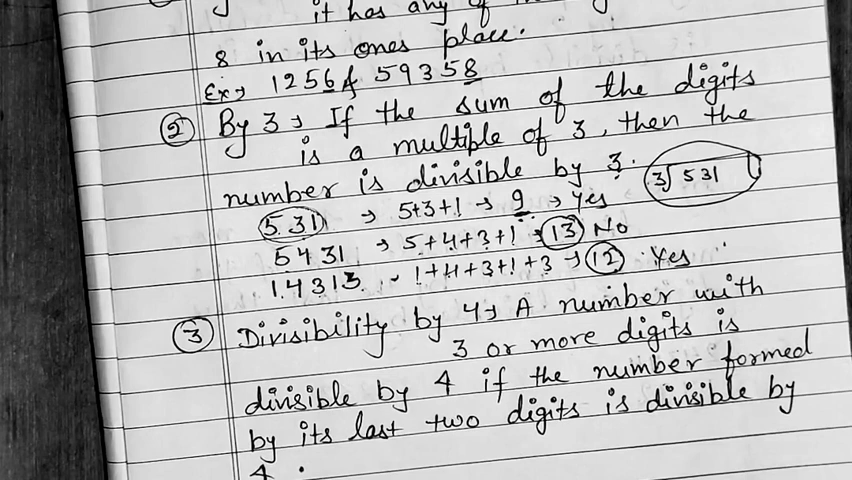 it has any of
8 in its ones place.
Ex→ 1256 & 59358
② By 3 → If the sum of the digits
is a multiple of 3, then the
number is divisible by 3.
531 → 5+3+1 → 9 → Yes 3)531
5431 → 5+4+3+1 → 13 No
14313 → 1+4+3+1+3 → 12 Yes
③ Divisibility by 4 → A number with
3 or more digits is
divisible by 4 if the number formed
by its last two digits is divisible by
4.